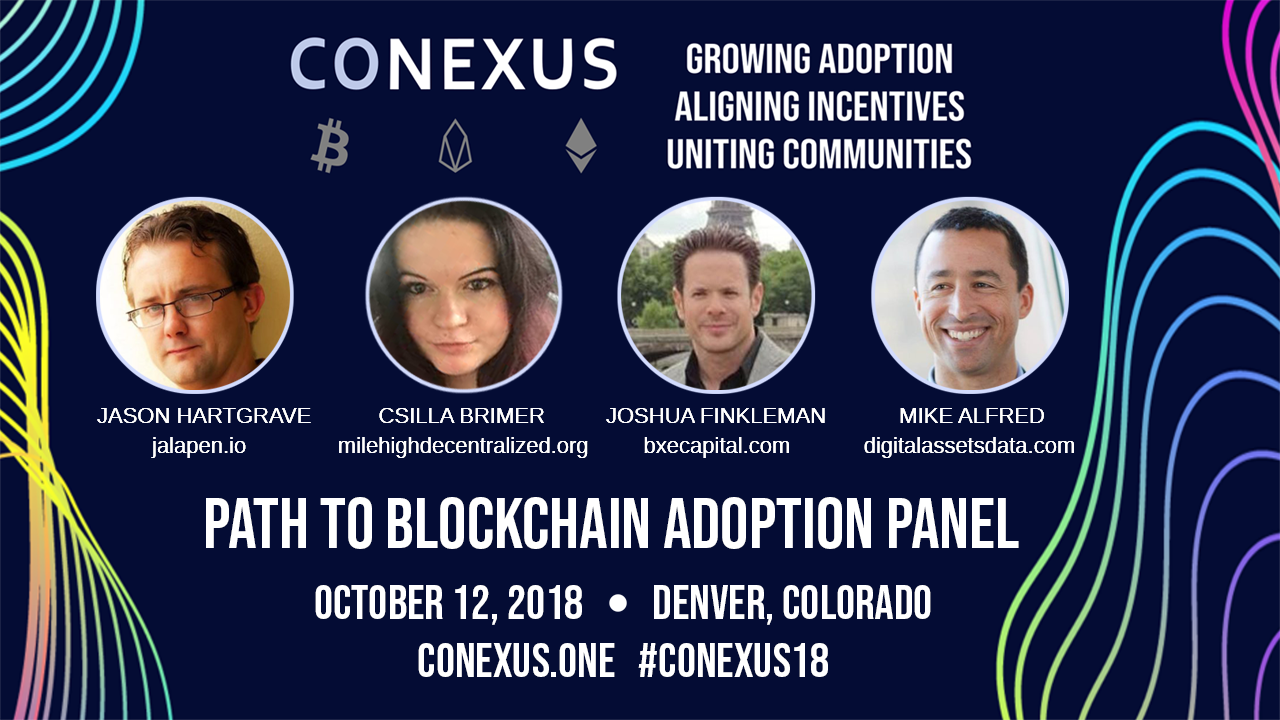 CONEXUS
GROWING ADOPTION
ALIGNING INCENTIVES
UNITING COMMUNITIES
JASON HARTGRAVE
jalapen.io
CSILLA BRIMER
milehighdecentralized.org
JOSHUA FINKLEMAN
bxecapital.com
MIKE ALFRED
digitalassetsdata.com
PATH TO BLOCKCHAIN ADOPTION PANEL
OCTOBER 12, 2018 • DENVER, COLORADO
CONEXUS.ONE #CONEXUS18